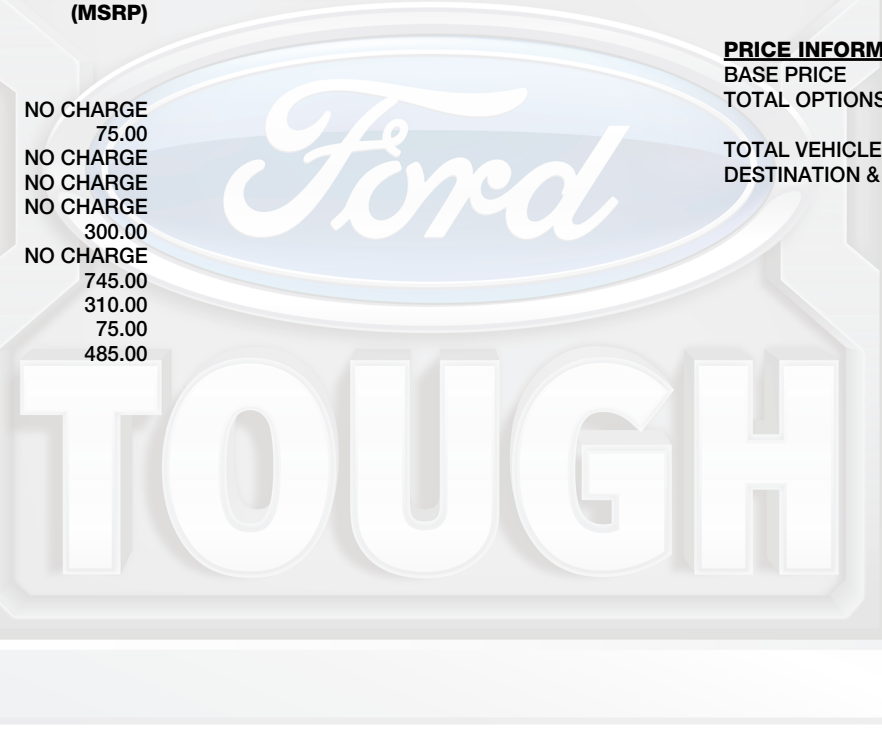 (MSRP)
NO CHARGE
75.00
NO CHARGE
NO CHARGE
NO CHARGE
300.00
NO CHARGE
745.00
310.00
75.00
485.00
PRICE INFORM
BASE PRICE
TOTAL OPTIONS
TOTAL VEHICLE
DESTINATION &
Ford
TOUGH